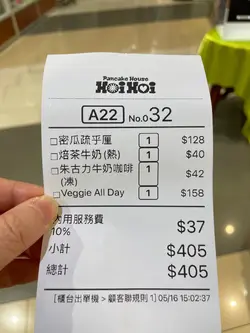 Pancake House
HoiHoi
A22 No.032
□密瓜疏乎厘 1 $128
□焙茶牛奶(熱) 1 $40
□朱古力牛奶咖啡 1 $42
(凍)
□Veggie All Day 1 $158
內用服務費 $37
10%
小計 $405
總計 $405
[櫃台出單機 > 顧客聯規則 1] 05/16 15:02:37